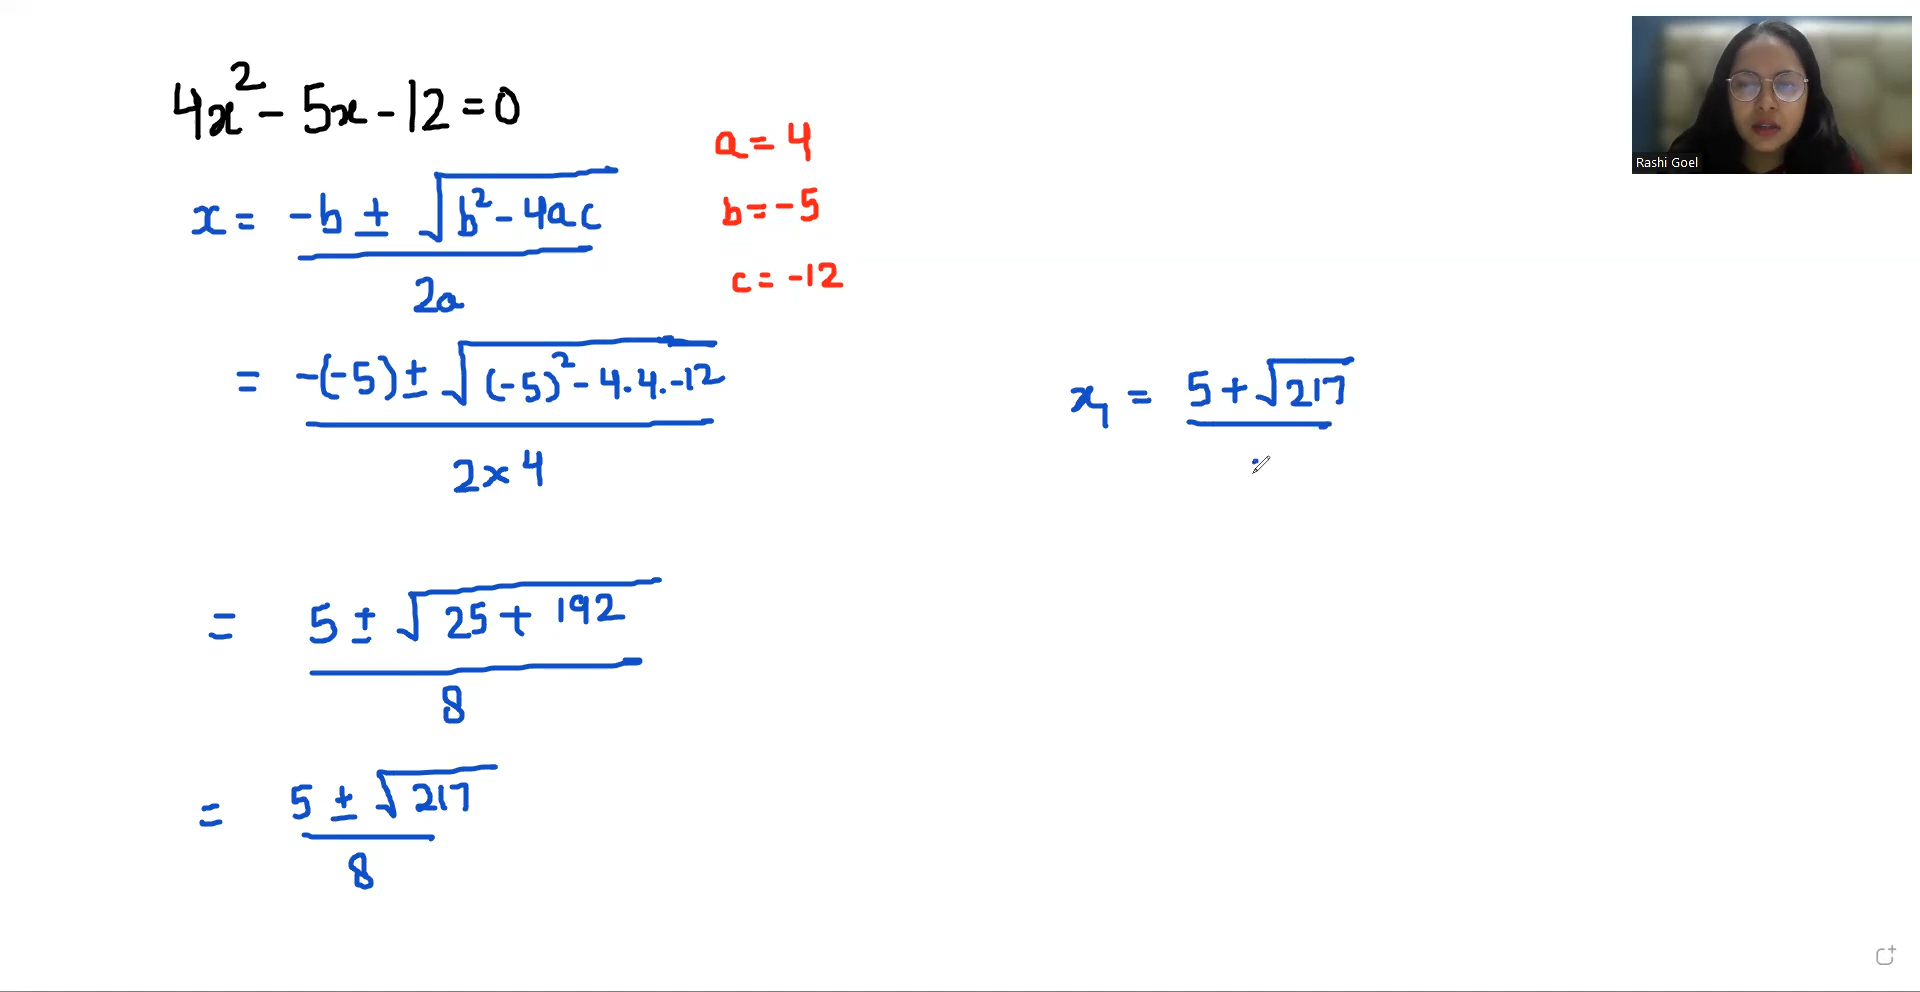 4x² - 5x - 12 = 0
x = -b ± √(b² - 4ac)
2a
a = 4
b = -5
c = -12
= -(-5) ± √((-5)² - 4·4·-12)
2×4
= 5 ± √(25 + 192)
8
= 5 ± √217
8
x₁ = 5 + √217
Rashi Goel